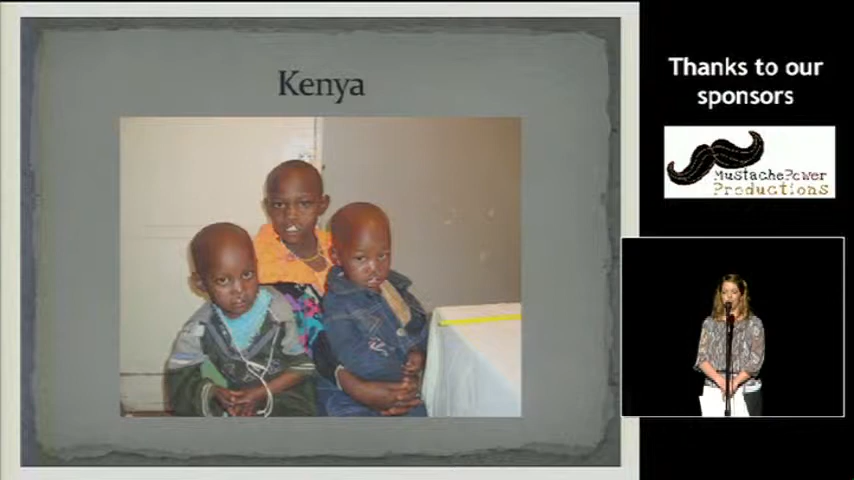 Kenya
Thanks to our
sponsors
MustachePower
Productions